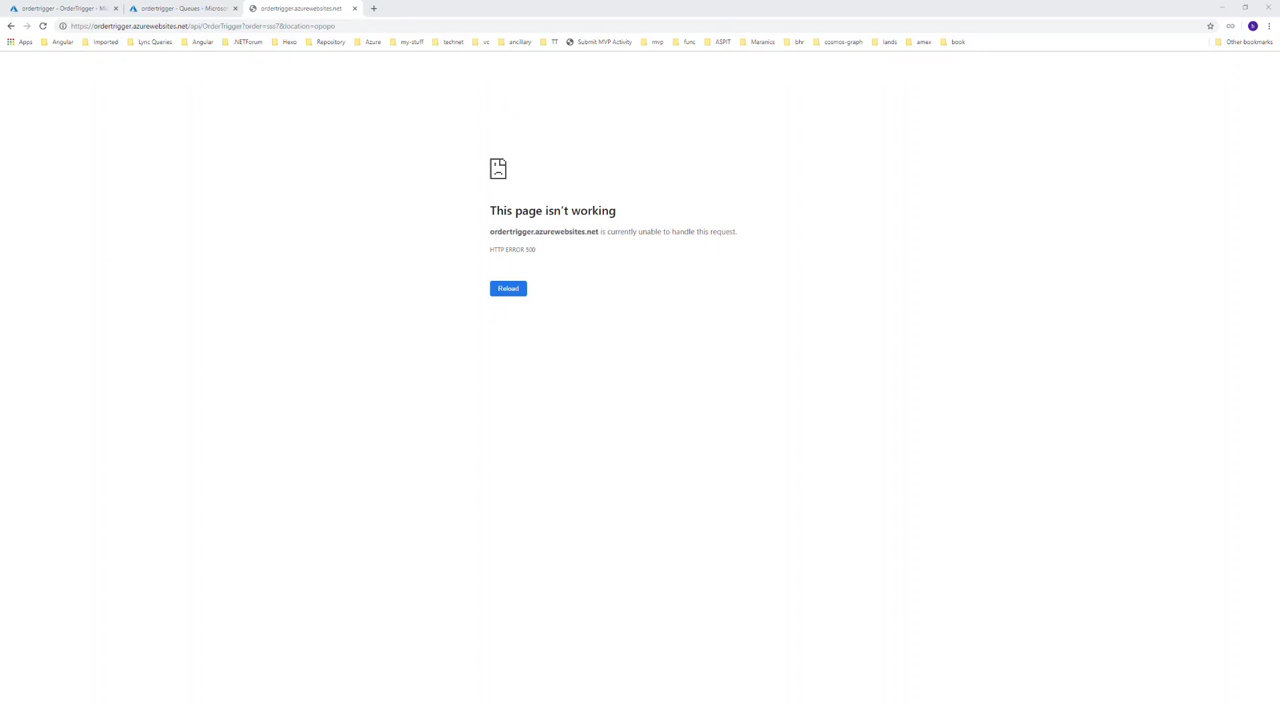 ordertrigger - OrderTrigger - Mic
ordertrigger - Queues - Microsof
ordertrigger.azurewebsites.net
https://ordertrigger.azurewebsites.net/api/OrderTrigger?order=sss7&location=opopo
Apps Angular Imported Lync Queries Angular .NETForum Hexo Repository Azure my-stuff technet vc ancillary TT Submit MVP Activity mvp func ASPIT Maranics bhr cosmos-graph lands amex book Other bookmarks
This page isn't working
ordertrigger.azurewebsites.net is currently unable to handle this request.
HTTP ERROR 500
Reload